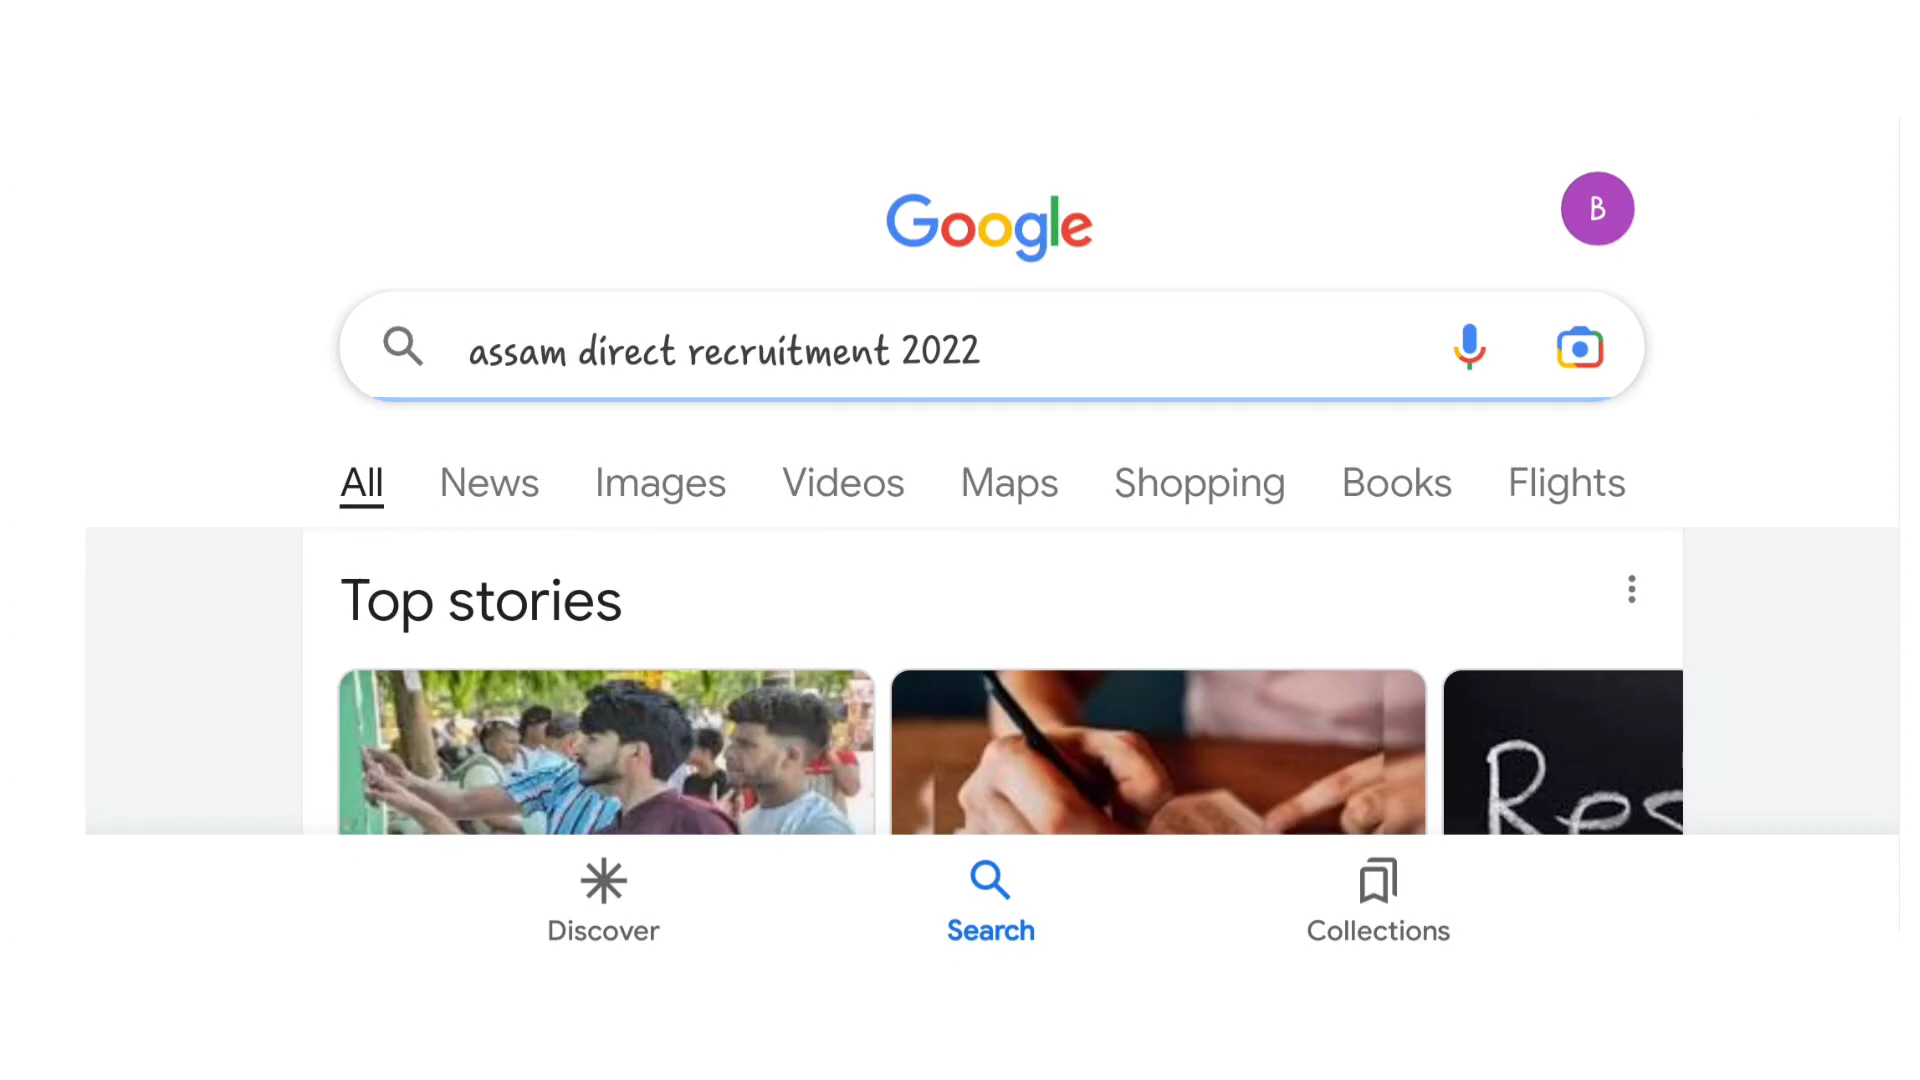 Google
B
assam direct recruitment 2022
All News Images Videos Maps Shopping Books Flights
Top stories
Discover Search Collections